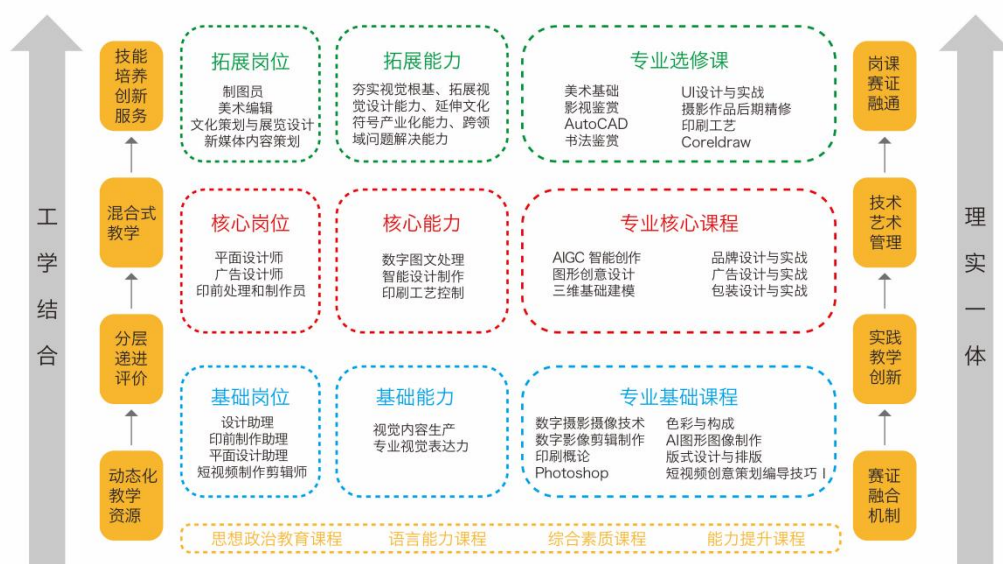 工学结合
技能
培养
创新
服务
混合式
教学
分层
递进
评价
动态化
教学
资源
拓展岗位
制图员
美术编辑
文化策划与展览设计
新媒体内容策划
拓展能力
夯实视觉根基、拓展视
觉设计能力、延伸文化
符号产业化能力、跨领
域问题解决能力
专业选修课
美术基础
影视鉴赏
AutoCAD
书法鉴赏
UI设计与实战
摄影作品后期精修
印刷工艺
Coreldraw
核心岗位
平面设计师
广告设计师
印前处理和制作员
核心能力
数字图文处理
智能设计制作
印刷工艺控制
专业核心课程
AIGC 智能创作
图形创意设计
三维基础建模
品牌设计与实战
广告设计与实战
包装设计与实战
基础岗位
设计助理
印前制作助理
平面设计助理
短视频制作剪辑师
基础能力
视觉内容生产
专业视觉表达力
专业基础课程
数字摄影摄像技术
数字影像剪辑制作
印刷概论
Photoshop
色彩与构成
AI图形图像制作
版式设计与排版
短视频创意策划编导技巧 I
思想政治教育课程
语言能力课程
综合素质课程
能力提升课程
岗课
赛证
融通
技术
艺术
管理
实践
教学
创新
赛证
融合
机制
理实一体